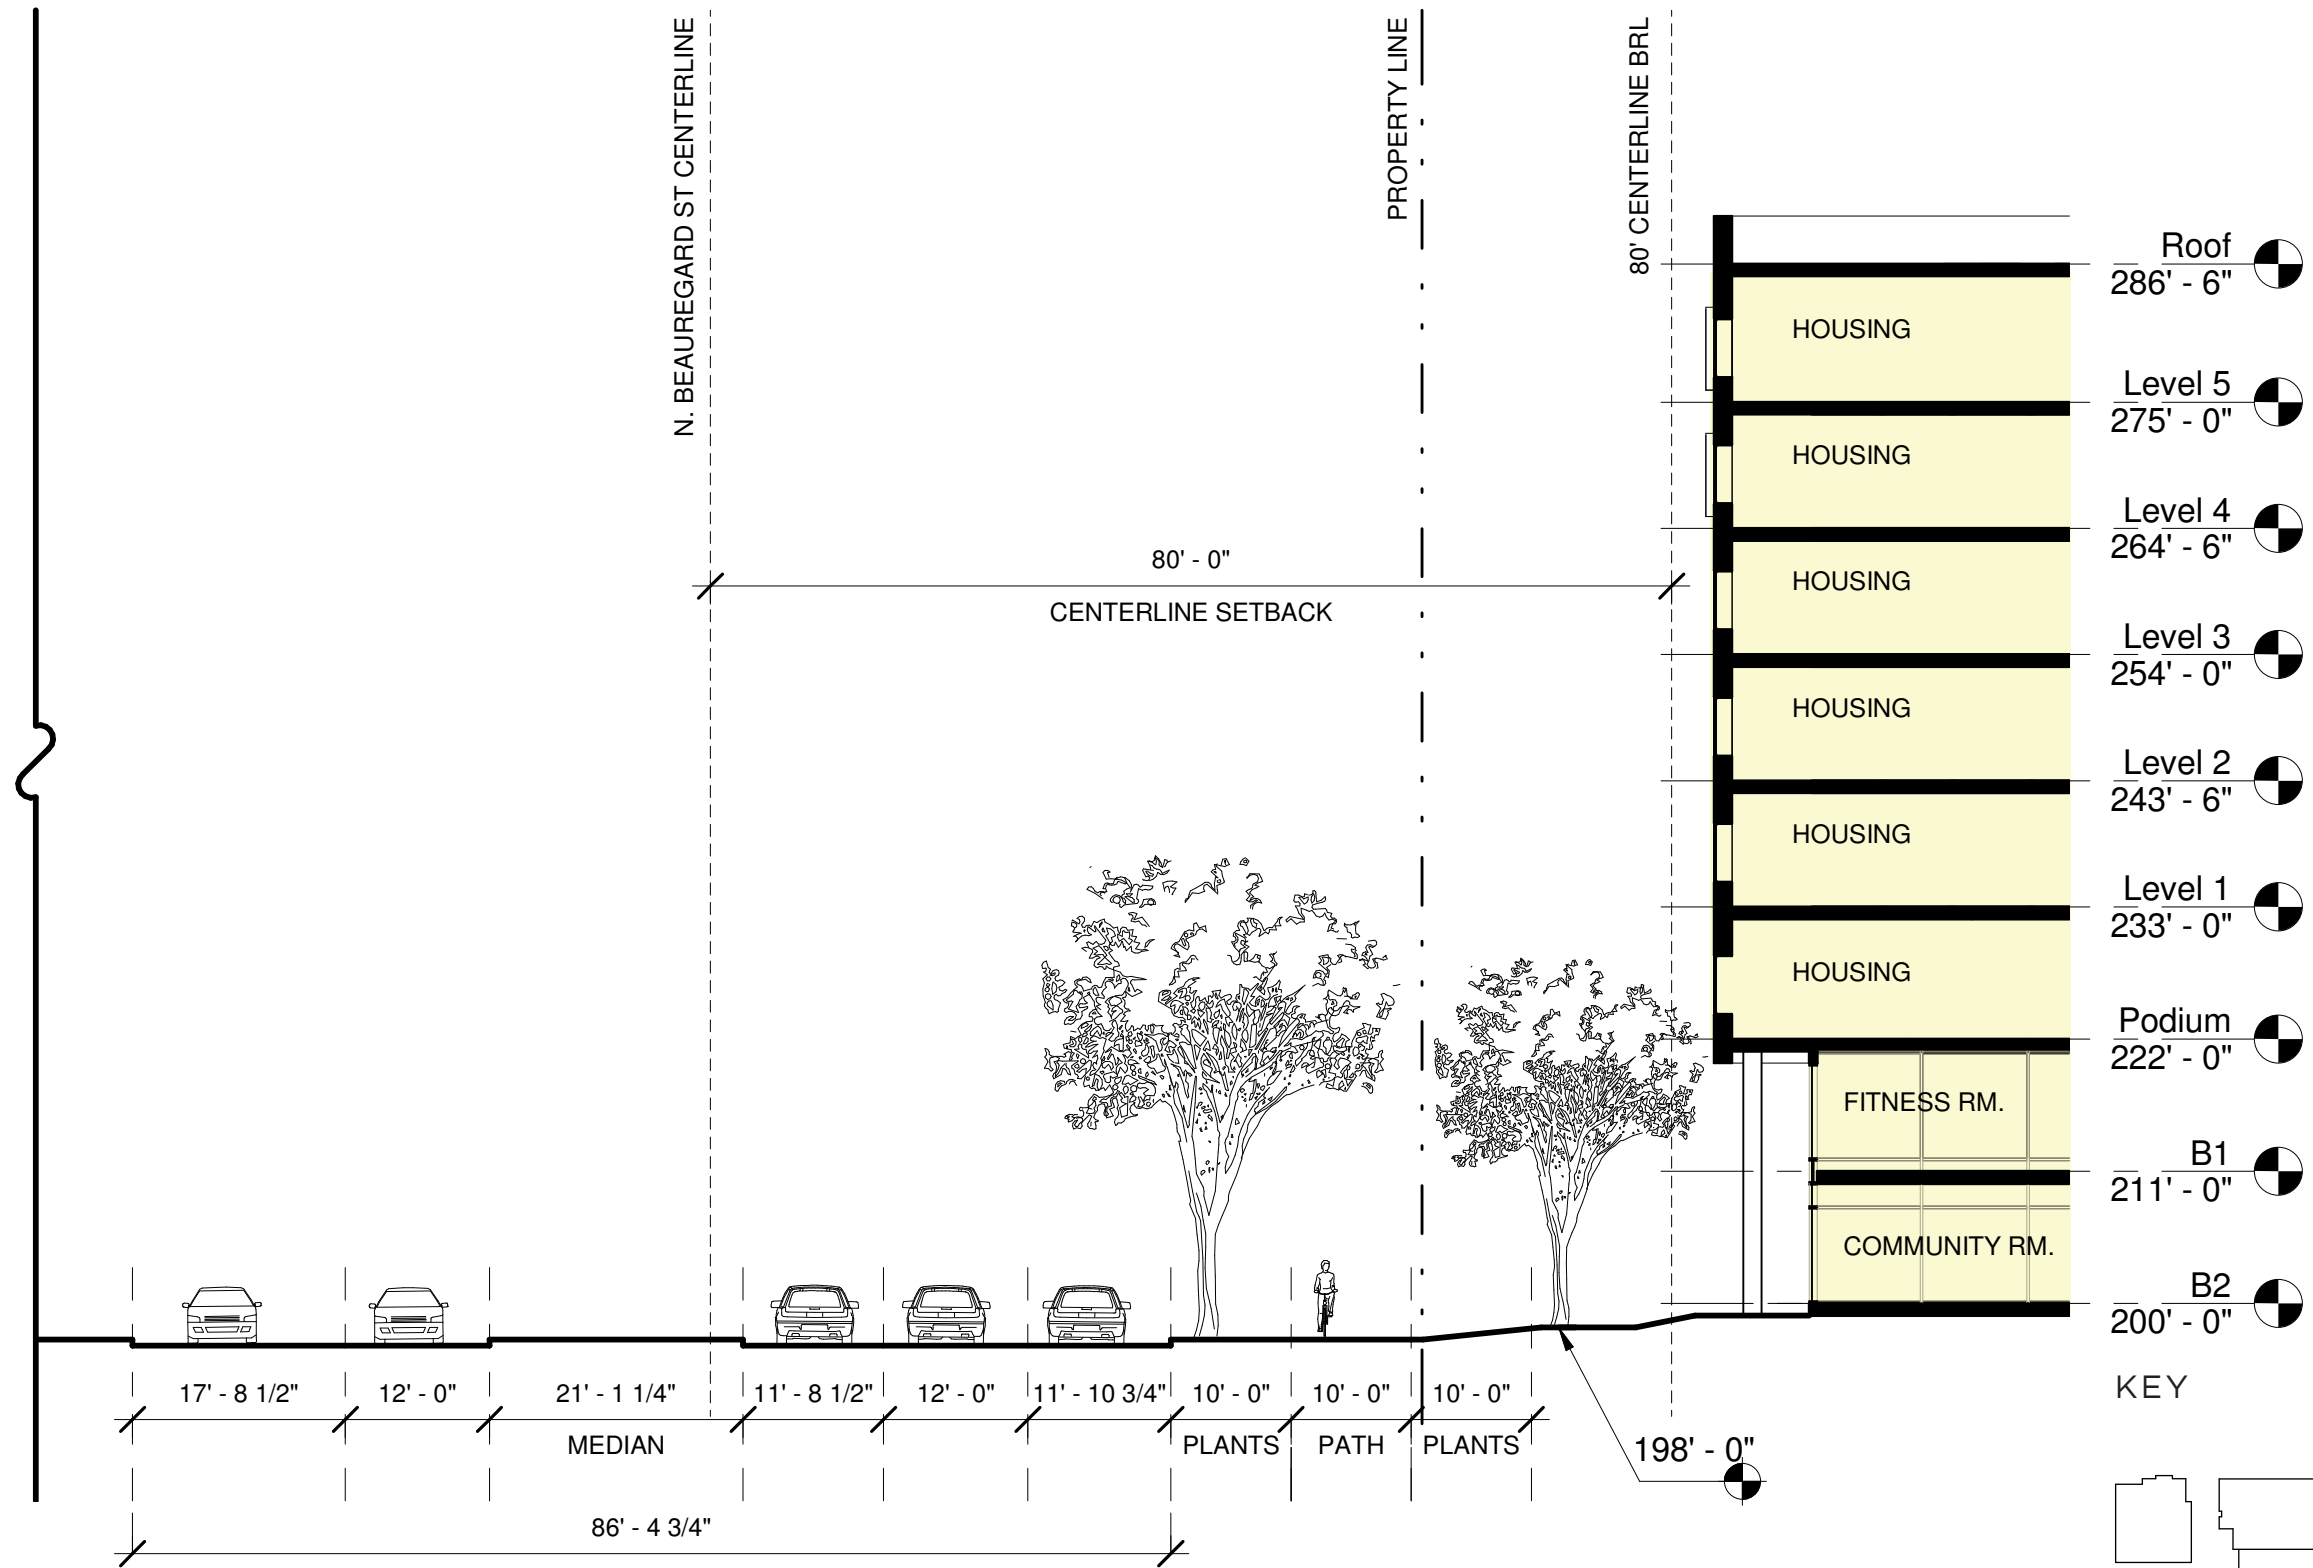 N. BEAUREGARD ST CENTERLINE
PROPERTY LINE
80' CENTERLINE BRL
Roof
286' - 6"
HOUSING
Level 5
275' - 0"
HOUSING
Level 4
264' - 6"
80' - 0"
CENTERLINE SETBACK
HOUSING
Level 3
254' - 0"
HOUSING
Level 2
243' - 6"
HOUSING
Level 1
233' - 0"
HOUSING
Podium
222' - 0"
FITNESS RM.
B1
211' - 0"
COMMUNITY RM.
B2
200' - 0"
17' - 8 1/2" 12' - 0" 21' - 1 1/4" 11' - 8 1/2" 12' - 0" 11' - 10 3/4" 10' - 0" 10' - 0" 10' - 0"
MEDIAN PLANTS PATH PLANTS
KEY
198' - 0"
86' - 4 3/4"